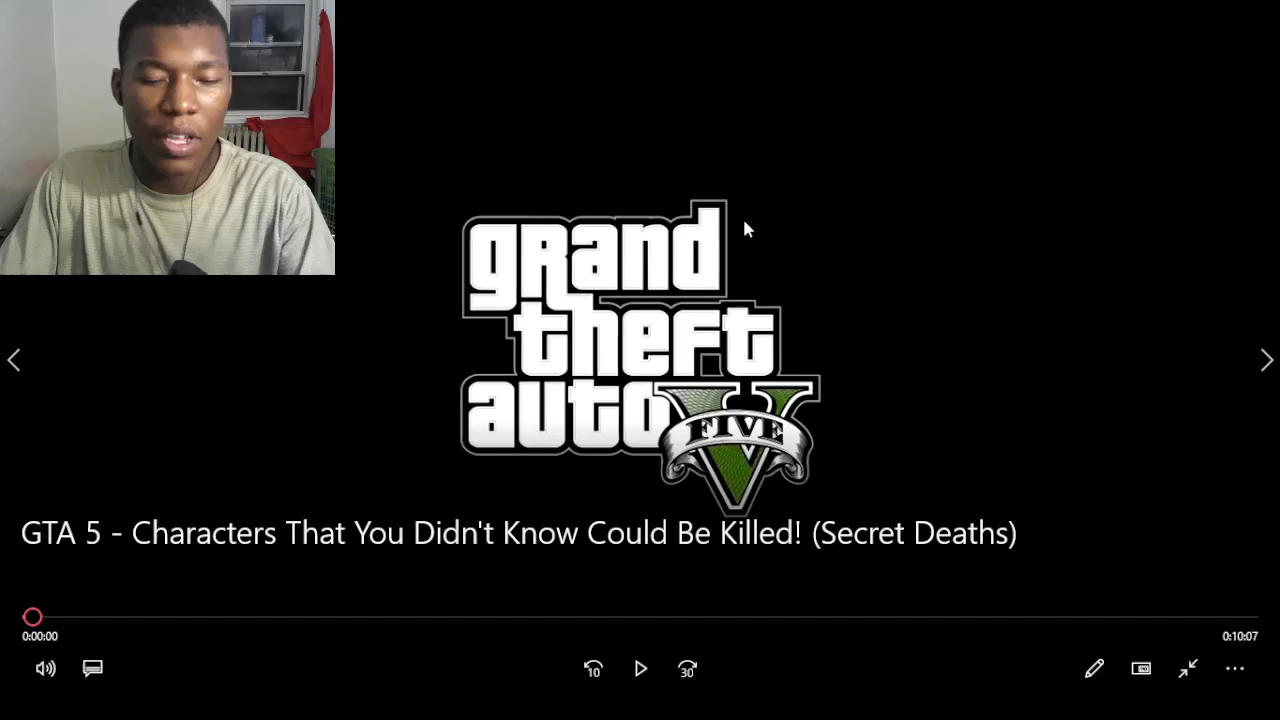 grand
theft
auto V
FIVE
GTA 5 - Characters That You Didn't Know Could Be Killed! (Secret Deaths)
0:00:00
0:10:07
10
30